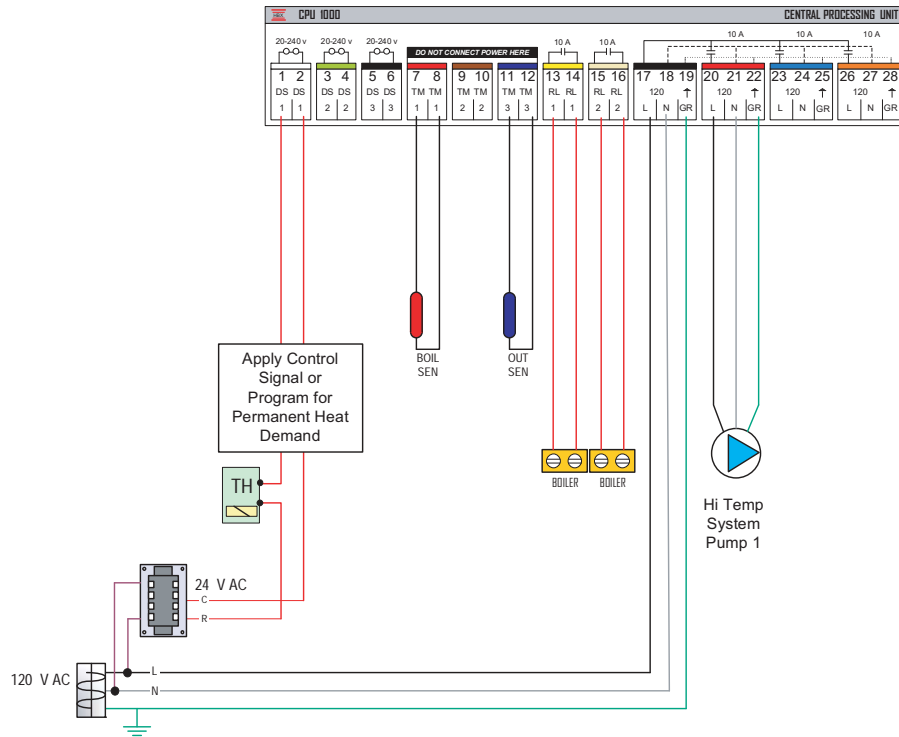 HBX CPU 1000 CENTRAL PROCESSING UNIT
20-240 v 20-240 v 20-240 v DO NOT CONNECT POWER HERE 10 A 10 A 10 A 10 A 10 A
1 2 3 4 5 6 7 8 9 10 11 12 13 14 15 16 17 18 19 20 21 22 23 24 25 26 27 28
DS DS DS DS DS DS TM TM TM TM TM TM RL RL RL RL 120 120 120 120
1 1 2 2 3 3 1 1 2 2 3 3 1 1 2 2 L N GR L N GR L N GR L N GR
Apply Control
Signal or
Program for
Permanent Heat
Demand
BOIL
SEN
OUT
SEN
TH
BOILER BOILER
Hi Temp
System
Pump 1
24 V AC
C
R
120 V AC
L
N